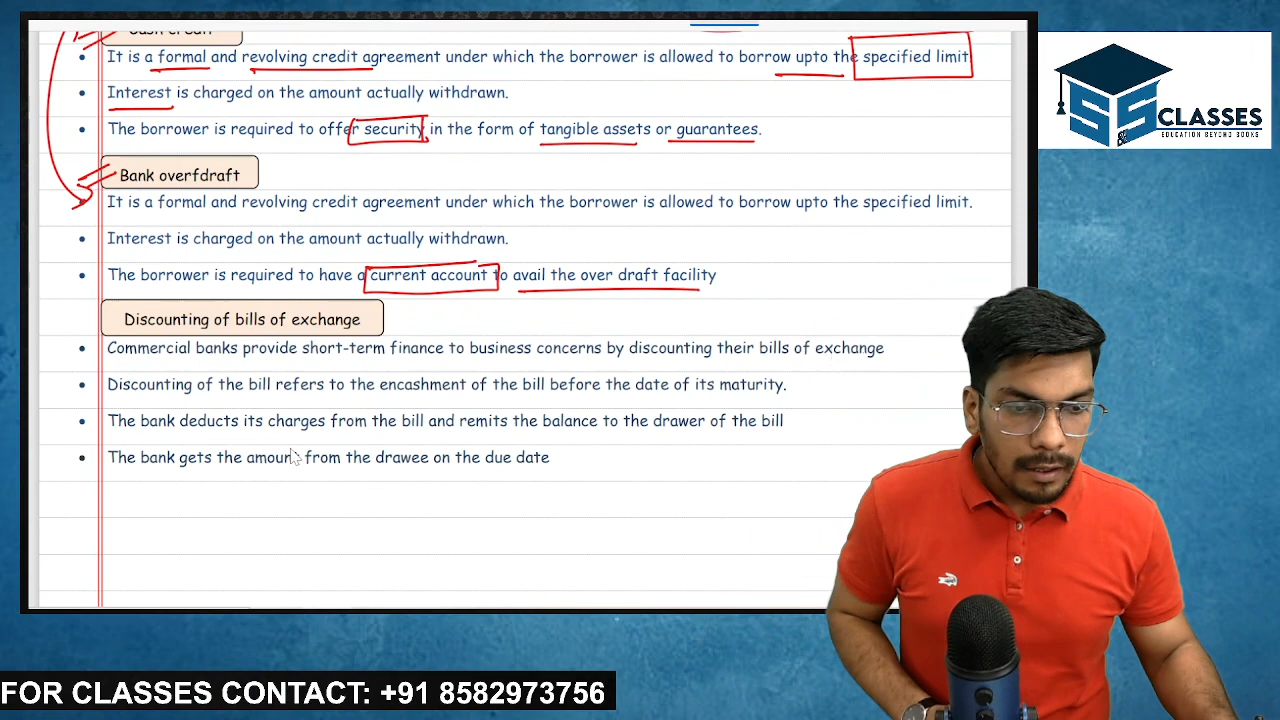 Cash credit
It is a formal and revolving credit agreement under which the borrower is allowed to borrow upto the specified limit.
Interest is charged on the amount actually withdrawn.
The borrower is required to offer security in the form of tangible assets or guarantees.
Bank overfdraft
It is a formal and revolving credit agreement under which the borrower is allowed to borrow upto the specified limit.
Interest is charged on the amount actually withdrawn.
The borrower is required to have a current account to avail the over draft facility
Discounting of bills of exchange
Commercial banks provide short-term finance to business concerns by discounting their bills of exchange
Discounting of the bill refers to the encashment of the bill before the date of its maturity.
The bank deducts its charges from the bill and remits the balance to the drawer of the bill
The bank gets the amount from the drawee on the due date
SS CLASSES
EDUCATION BEYOND BOOKS
FOR CLASSES CONTACT: +91 8582973756